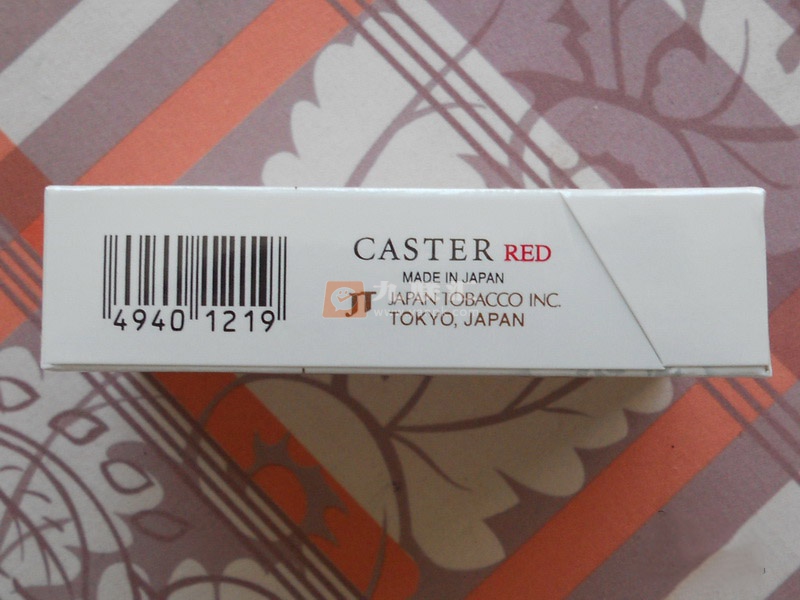 CASTER RED
MADE IN JAPAN
JT JAPAN TOBACCO INC.
TOKYO, JAPAN
4940 1219